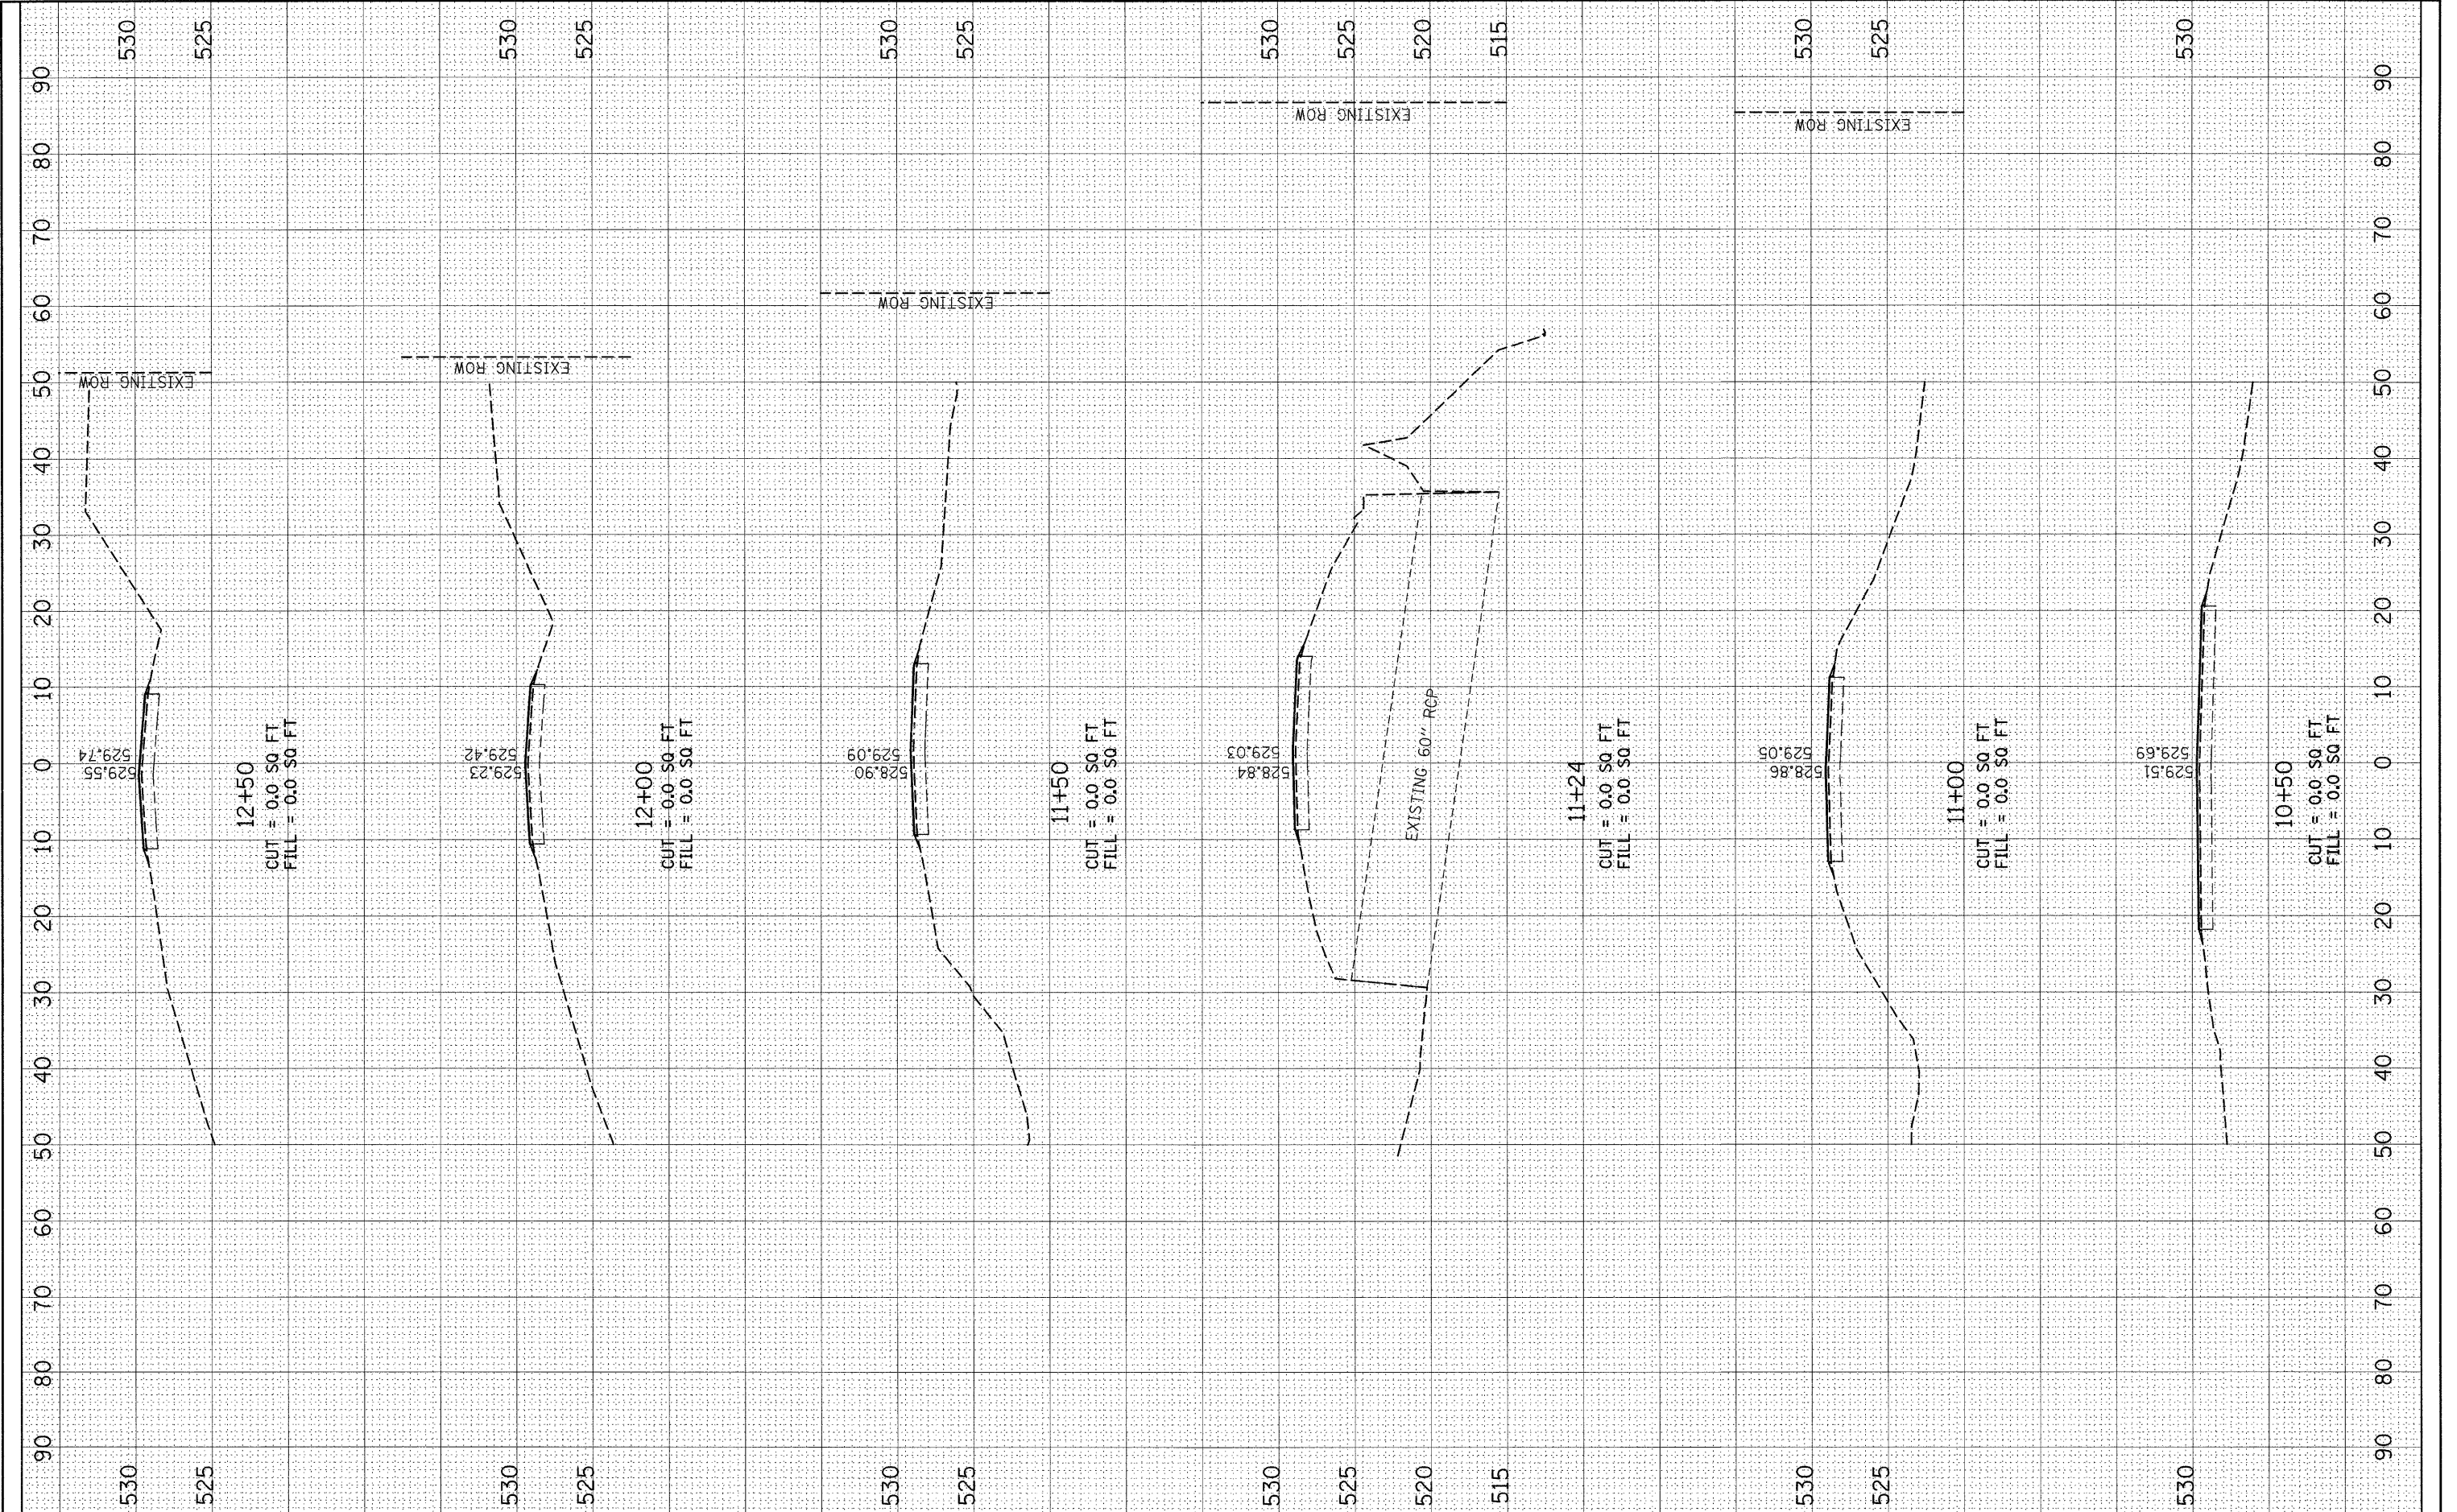 90 80 70 60 50 40 30 20 10 0 10 20 30 40 50 60 70 80 90
530 530
529.55
529.74
EXISTING ROW
525 525
12+50
CUT = 0.0 SQ FT
FILL = 0.0 SQ FT
530 530
529.23
529.42
EXISTING ROW
525 525
12+00
CUT = 0.0 SQ FT
FILL = 0.0 SQ FT
530 530
528.90
529.09
EXISTING ROW
525 525
11+50
CUT = 0.0 SQ FT
FILL = 0.0 SQ FT
530 530
528.84
529.03
EXISTING ROW
525 525
EXISTING 60" RCP
520 520
515 515
11+24
CUT = 0.0 SQ FT
FILL = 0.0 SQ FT
530 530
528.86
529.05
EXISTING ROW
525 525
11+00
CUT = 0.0 SQ FT
FILL = 0.0 SQ FT
530 530
529.51
529.69
10+50
CUT = 0.0 SQ FT
FILL = 0.0 SQ FT
90 80 70 60 50 40 30 20 10 0 10 20 30 40 50 60 70 80 90